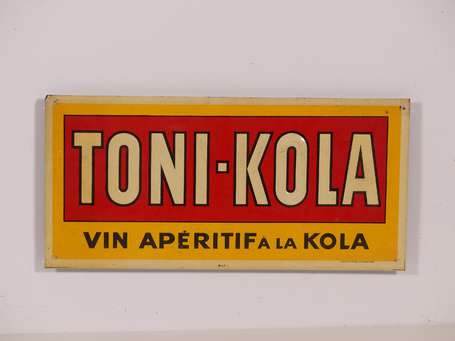 TONI-KOLA
VIN APÉRITIF A LA KOLA